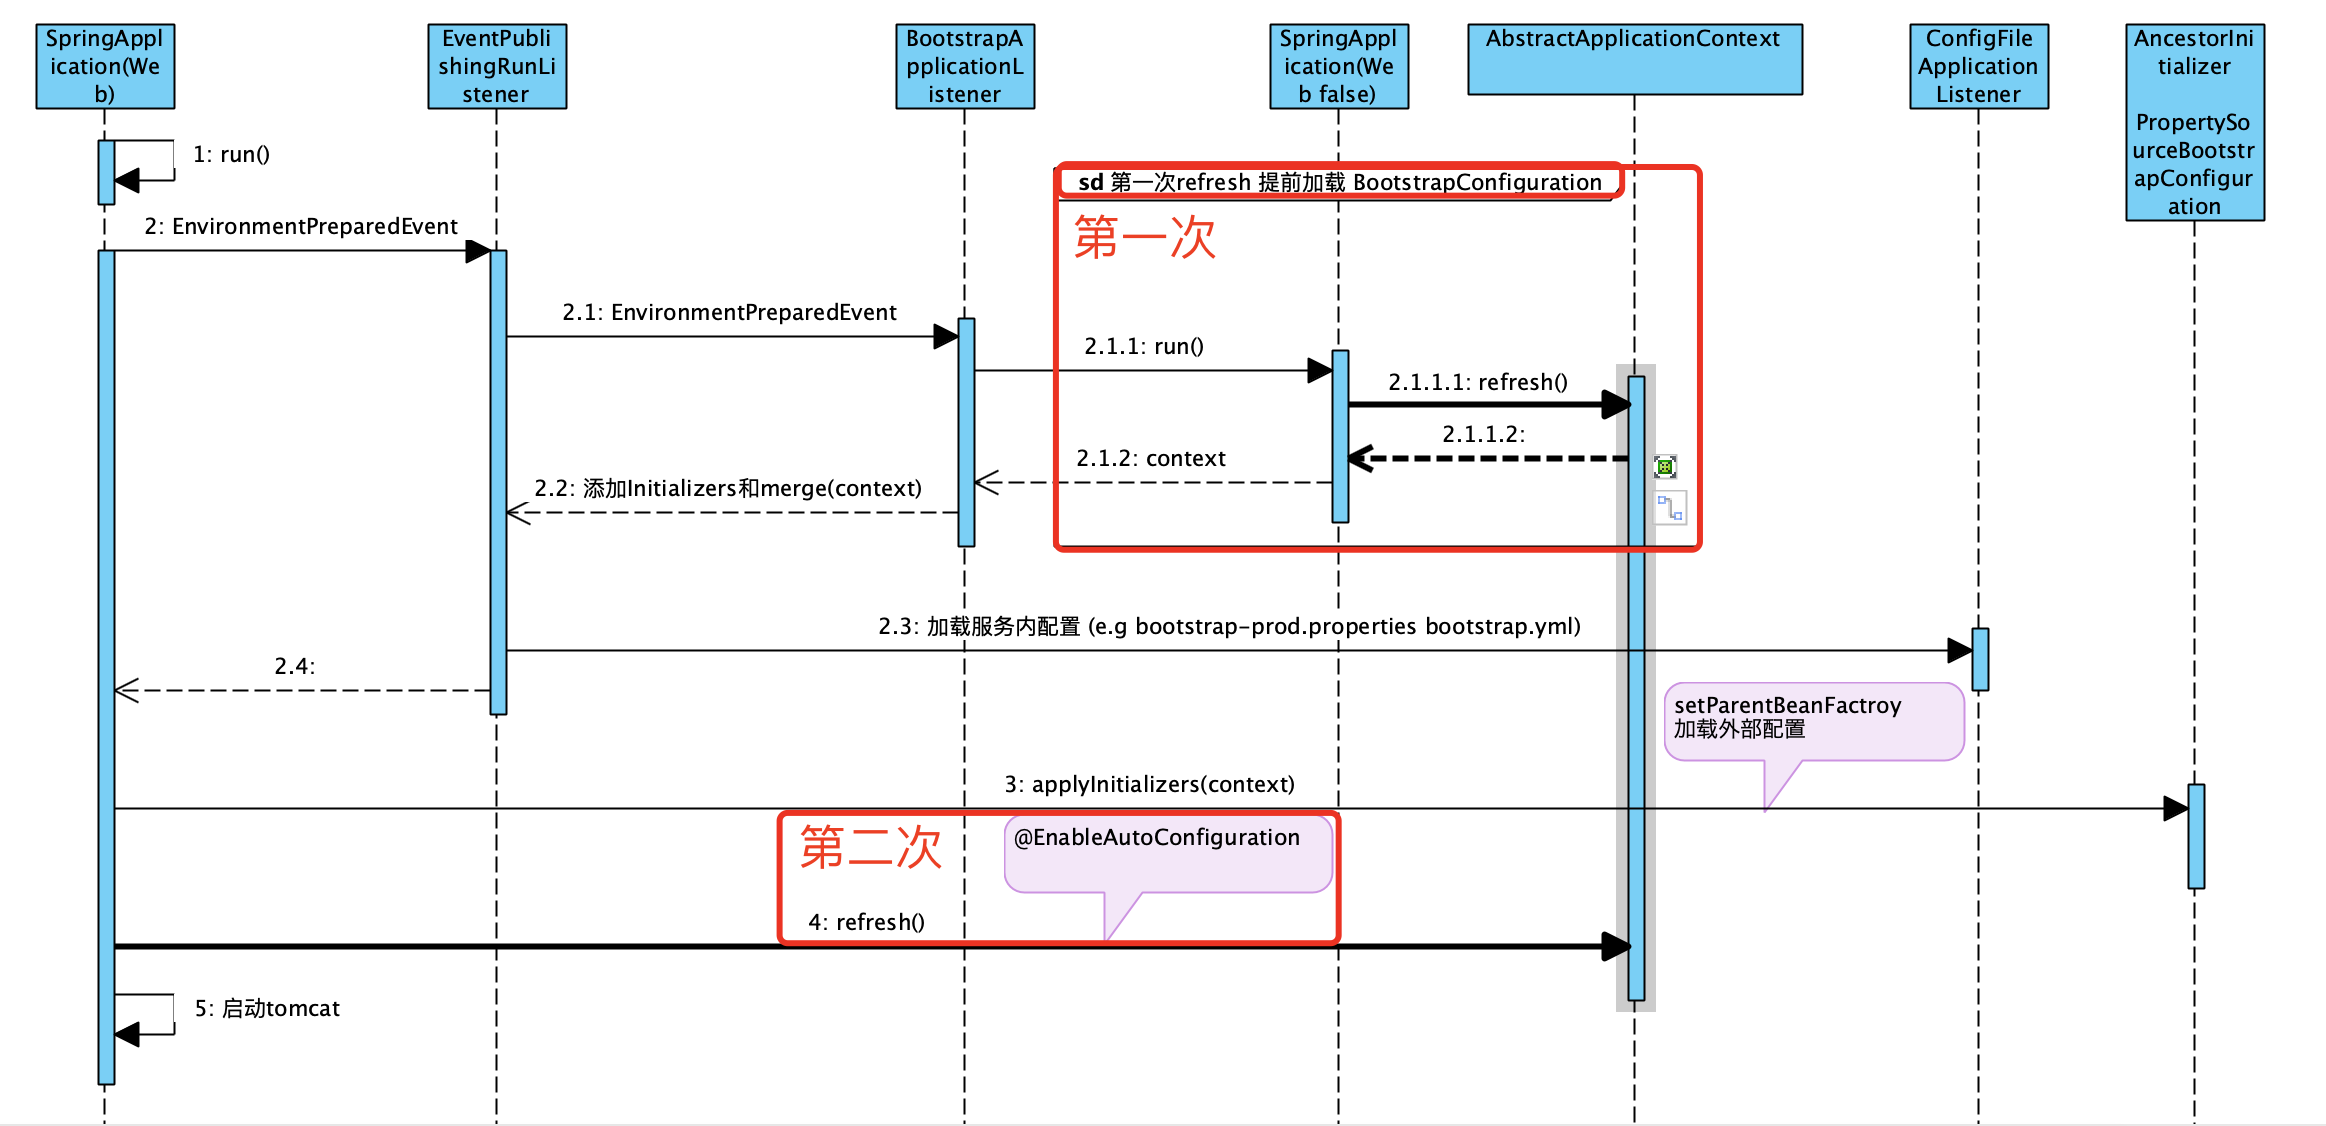 SpringAppl
ication(We
b)
EventPubli
shingRunLi
stener
BootstrapA
pplicationL
istener
SpringAppl
ication(We
b false)
AbstractApplicationContext
ConfigFile
Application
Listener
AncestorIni
tializer
PropertySo
urceBootstr
apConfigur
ation
1: run()
sd 第一次refresh 提前加载 BootstrapConfiguration
2: EnvironmentPreparedEvent
第一次
2.1: EnvironmentPreparedEvent
2.1.1: run()
2.1.1.1: refresh()
2.1.1.2:
2.1.2: context
2.2: 添加Initializers和merge(context)
2.3: 加载服务内配置 (e.g bootstrap-prod.properties bootstrap.yml)
2.4:
setParentBeanFactroy
加载外部配置
3: applyInitializers(context)
第二次
@EnableAutoConfiguration
4: refresh()
5: 启动tomcat